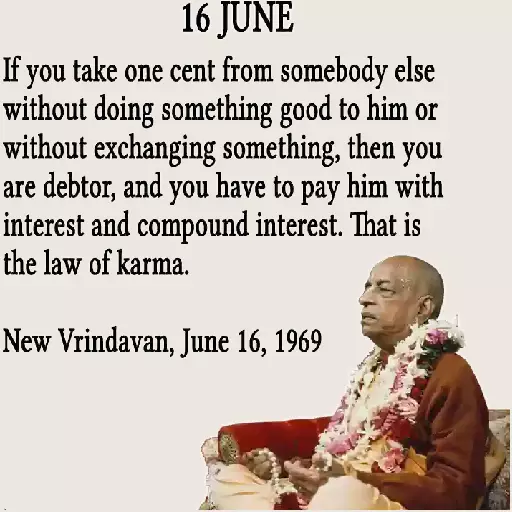 16 JUNE
If you take one cent from somebody else
without doing something good to him or
without exchanging something, then you
are debtor, and you have to pay him with
interest and compound interest. That is
the law of karma.
New Vrindavan, June 16, 1969